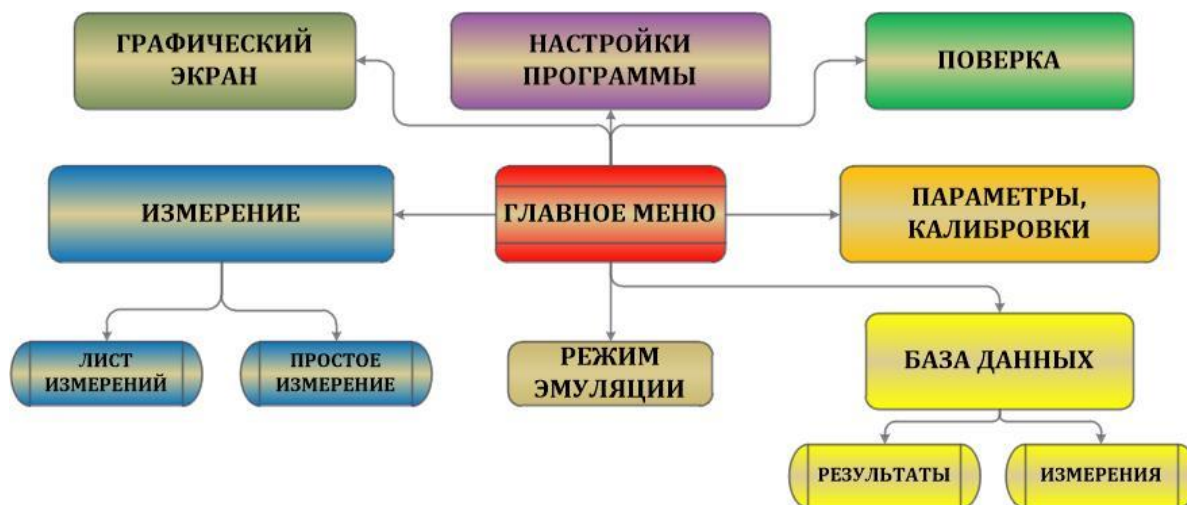 ГРАФИЧЕСКИЙ
ЭКРАН
НАСТРОЙКИ
ПРОГРАММЫ
ПОВЕРКА
ИЗМЕРЕНИЕ
ГЛАВНОЕ МЕНЮ
ПАРАМЕТРЫ,
КАЛИБРОВКИ
ЛИСТ
ИЗМЕРЕНИЙ
ПРОСТОЕ
ИЗМЕРЕНИЕ
РЕЖИМ
ЭМУЛЯЦИИ
БАЗА ДАННЫХ
РЕЗУЛЬТАТЫ
ИЗМЕРЕНИЯ